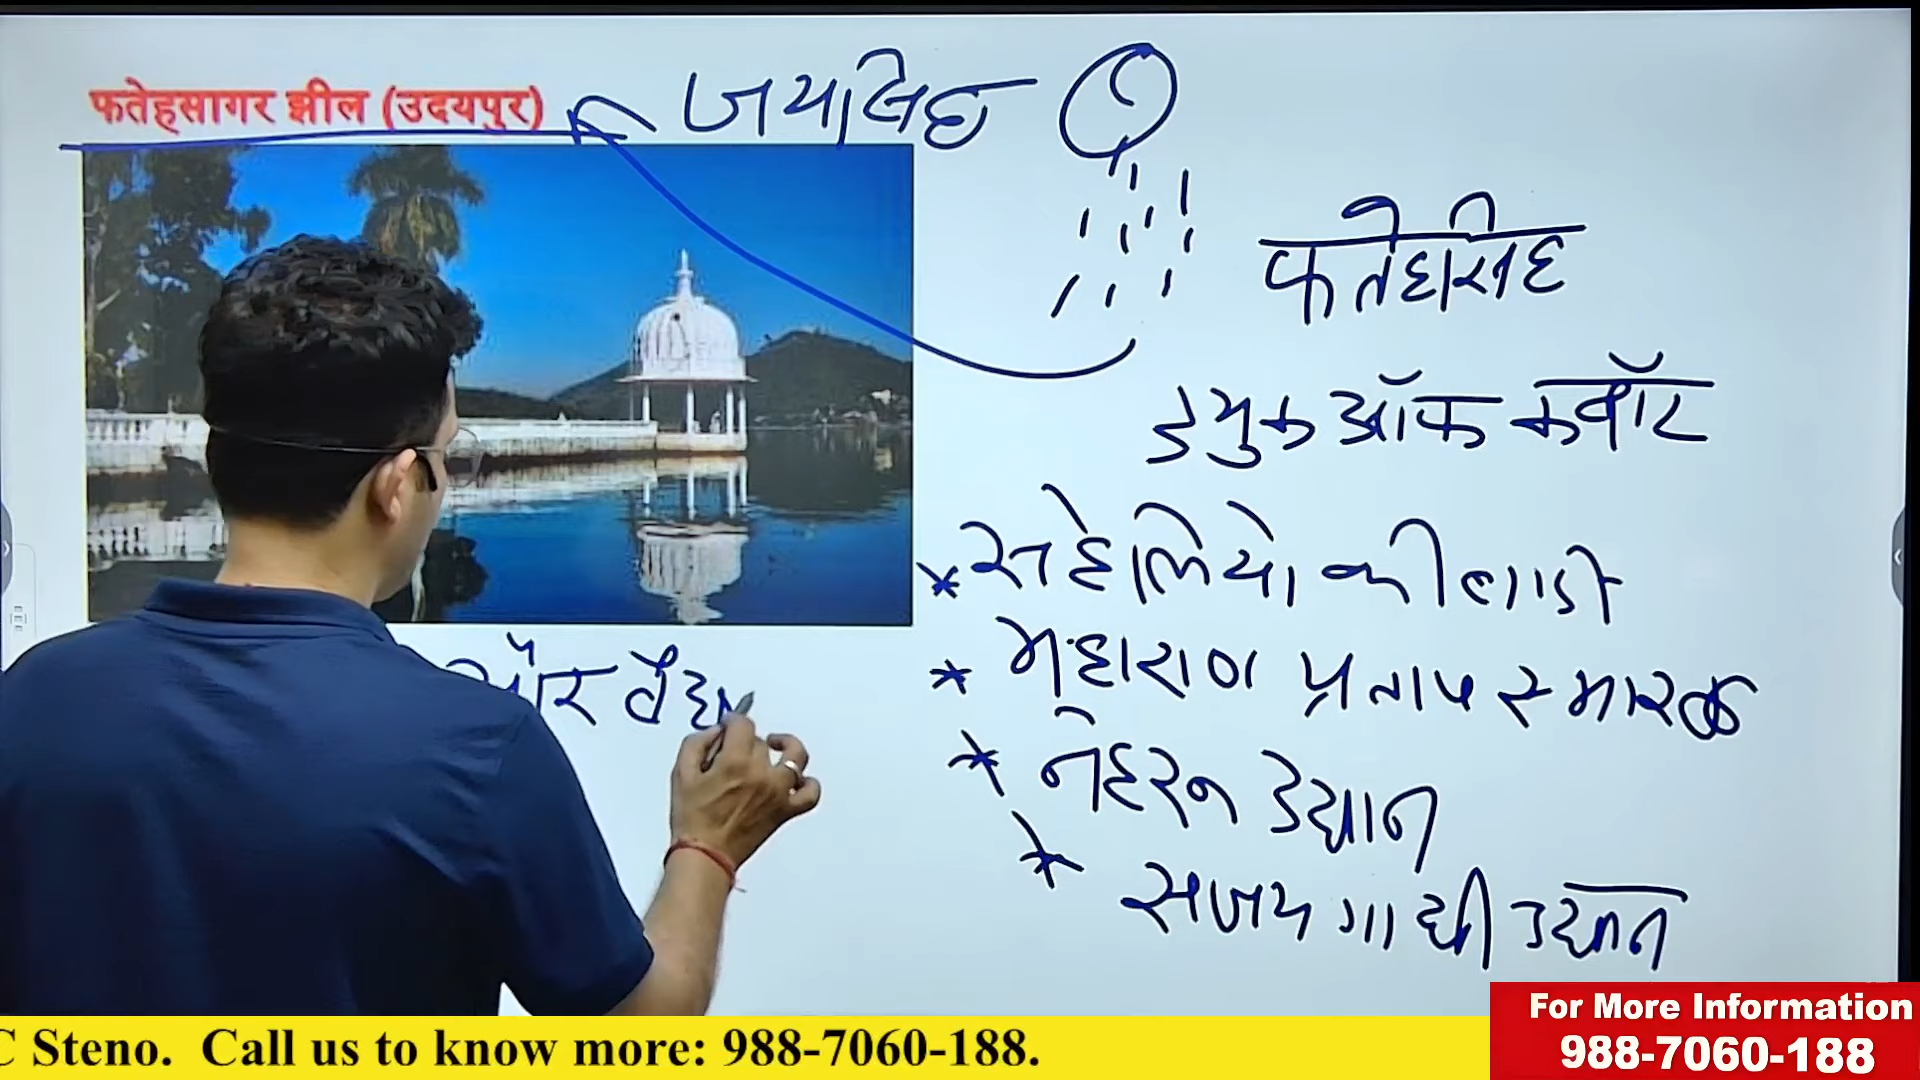 फतेहसागर झील (उदयपुर)
जयसिंह
फतेहसिंह
ड्युक ऑफ कनॉट
* सहेलियो की बाडी
* महाराणा प्रताप स्मारक
* नेहरू उद्यान
* संजय गाधी उद्यान
सौर वैध
C Steno. Call us to know more: 988-7060-188.
For More Information
988-7060-188